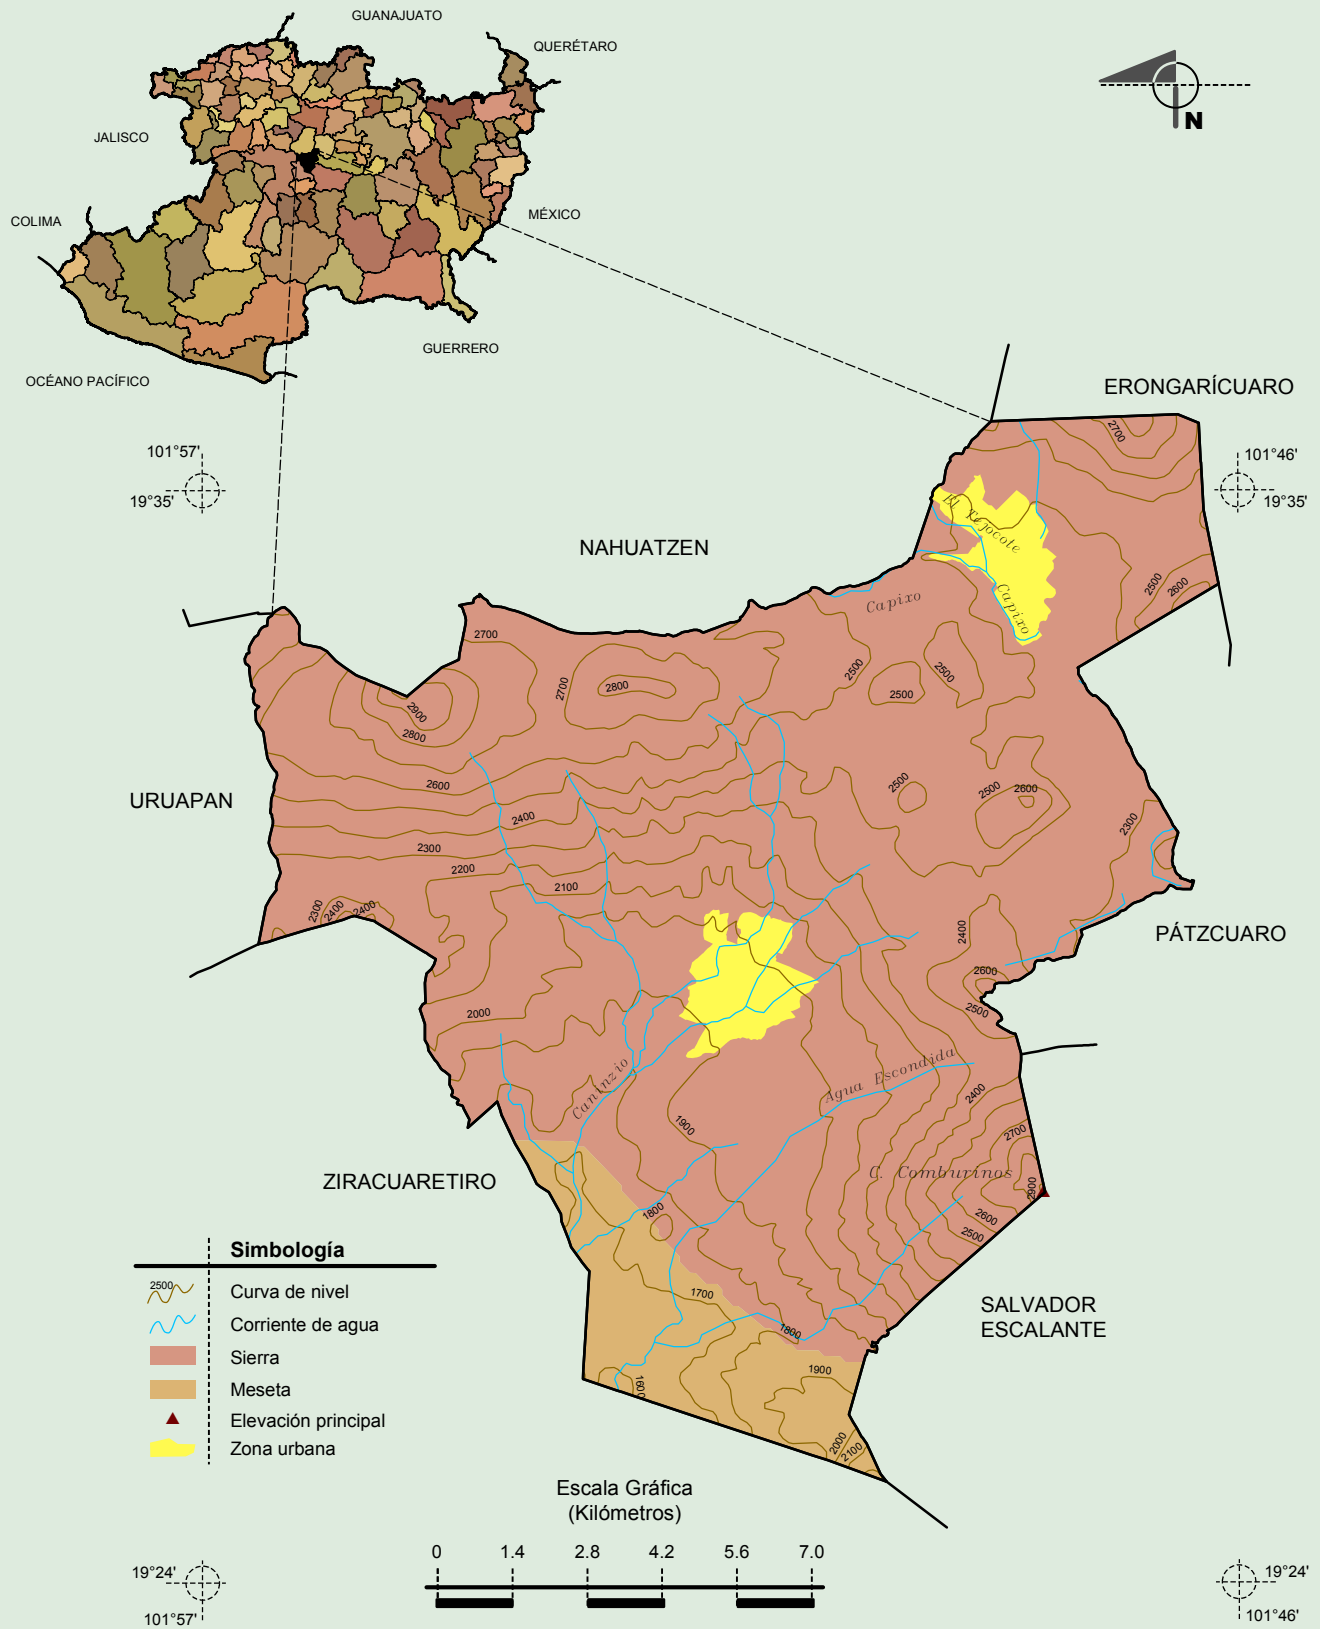 GUANAJUATO
QUERÉTARO
JALISCO
COLIMA
MÉXICO
GUERRERO
OCÉANO PACÍFICO
N
ERONGARÍCUARO
101°57'
19°35'
101°46'
19°35'
NAHUATZEN
URUAPAN
PÁTZCUARO
ZIRACUARETIRO
SALVADOR
ESCALANTE
2700
El Tejocote
Capixo
Capixo
2500
2600
2700
2700
2800
2900
2800
2500
2500
2500
2600
2400
2300
2200
2100
2500
2500
2600
2300
2300
2400
2400
2400
2600
2500
2000
Caninzio
Agua Escondida
1900
2400
2700
C. Comburinos
2900
2600
2500
1800
1700
1800
1900
1600
2000
2100
Simbología
2500
Curva de nivel
Corriente de agua
Sierra
Meseta
Elevación principal
Zona urbana
Escala Gráfica
(Kilómetros)
0 1.4 2.8 4.2 5.6 7.0
19°24'
101°57'
19°24'
101°46'